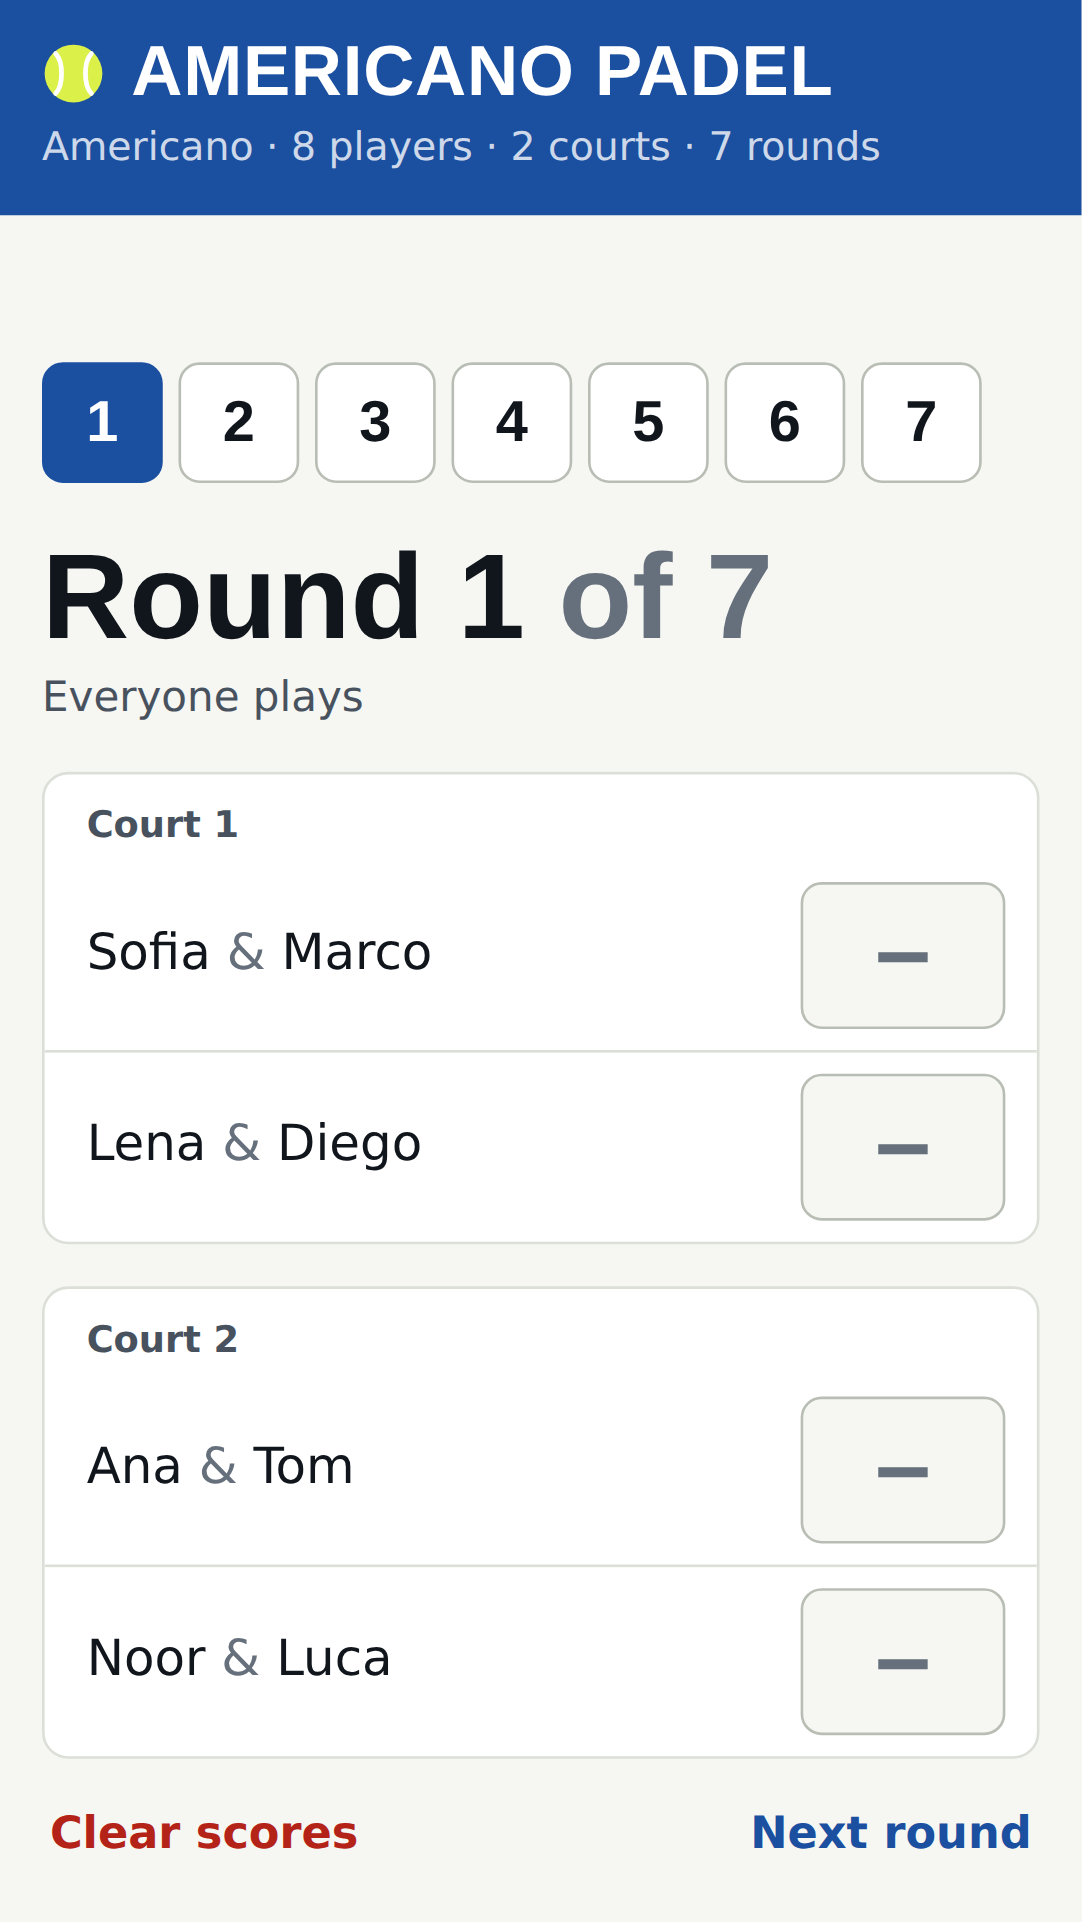 AMERICANO PADEL
Americano · 8 players · 2 courts · 7 rounds
1 2 3 4 5 6 7
Round 1 of 7
Everyone plays
Court 1
Sofia & Marco –
Lena & Diego –
Court 2
Ana & Tom –
Noor & Luca –
Clear scores Next round